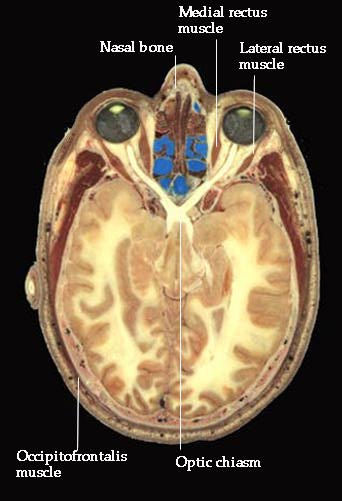 Medial rectus
muscle
Nasal bone
Lateral rectus
muscle
Occipitofrontalis
muscle
Optic chiasm